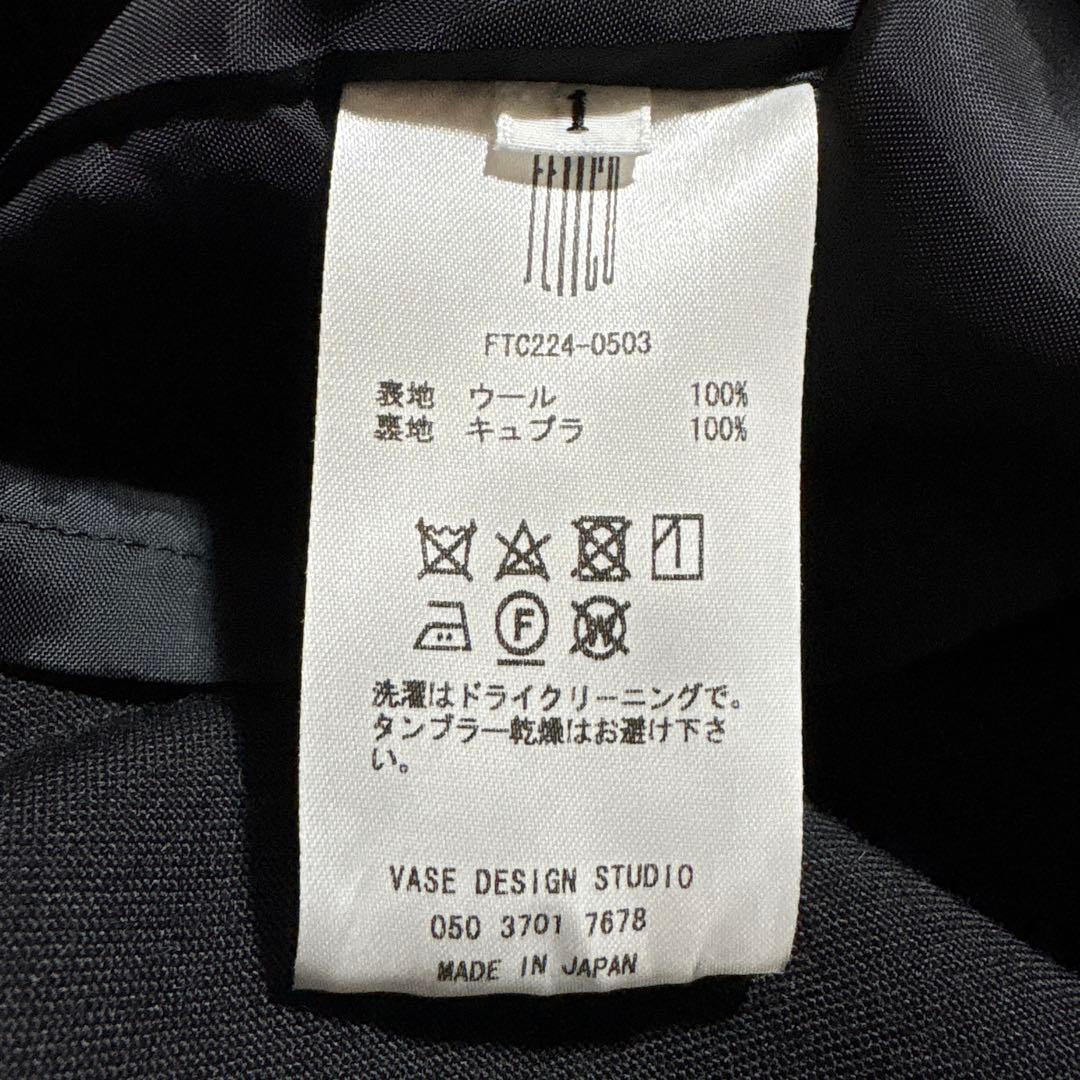 1
FETICO
FTC224-0503
表地 ウール 100%
裏地 キュプラ 100%
F W
洗濯はドライクリーニングで。
タンブラー乾燥はお避け下さ
い。
VASE DESIGN STUDIO
050 3701 7678
MADE IN JAPAN